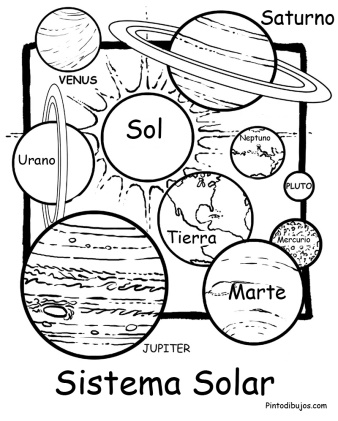 Saturno
VENUS
Sol
Neptuno
Urano
PLUTO
Tierra
Mercurio
Marte
JUPITER
Sistema Solar
Pintodibujos.com